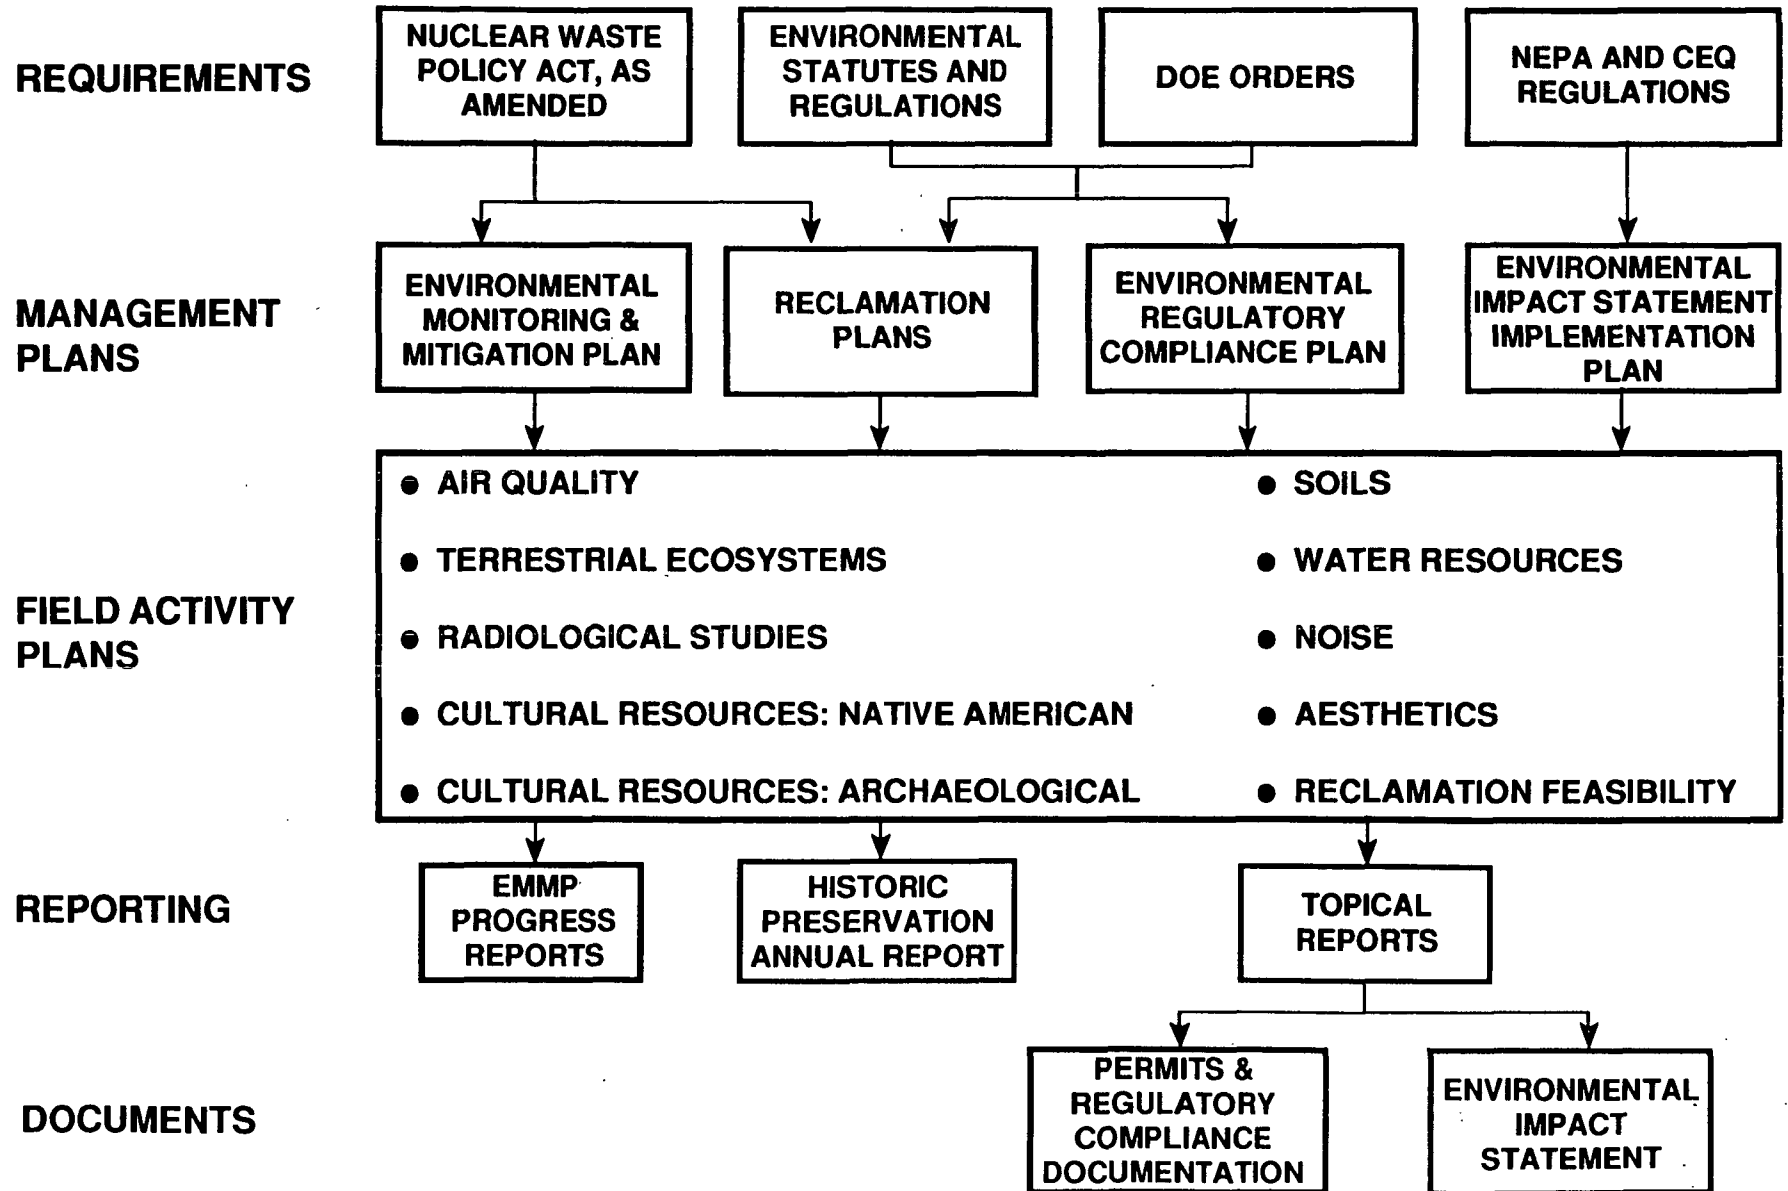 REQUIREMENTS
NUCLEAR WASTE
POLICY ACT, AS
AMENDED
ENVIRONMENTAL
STATUTES AND
REGULATIONS
DOE ORDERS
NEPA AND CEQ
REGULATIONS
MANAGEMENT
PLANS
ENVIRONMENTAL
MONITORING &
MITIGATION PLAN
RECLAMATION
PLANS
ENVIRONMENTAL
REGULATORY
COMPLIANCE PLAN
ENVIRONMENTAL
IMPACT STATEMENT
IMPLEMENTATION
PLAN
FIELD ACTIVITY
PLANS
● AIR QUALITY
● TERRESTRIAL ECOSYSTEMS
● RADIOLOGICAL STUDIES
● CULTURAL RESOURCES: NATIVE AMERICAN
● CULTURAL RESOURCES: ARCHAEOLOGICAL
● SOILS
● WATER RESOURCES
● NOISE
● AESTHETICS
● RECLAMATION FEASIBILITY
REPORTING
EMMP
PROGRESS
REPORTS
HISTORIC
PRESERVATION
ANNUAL REPORT
TOPICAL
REPORTS
DOCUMENTS
PERMITS &
REGULATORY
COMPLIANCE
DOCUMENTATION
ENVIRONMENTAL
IMPACT
STATEMENT